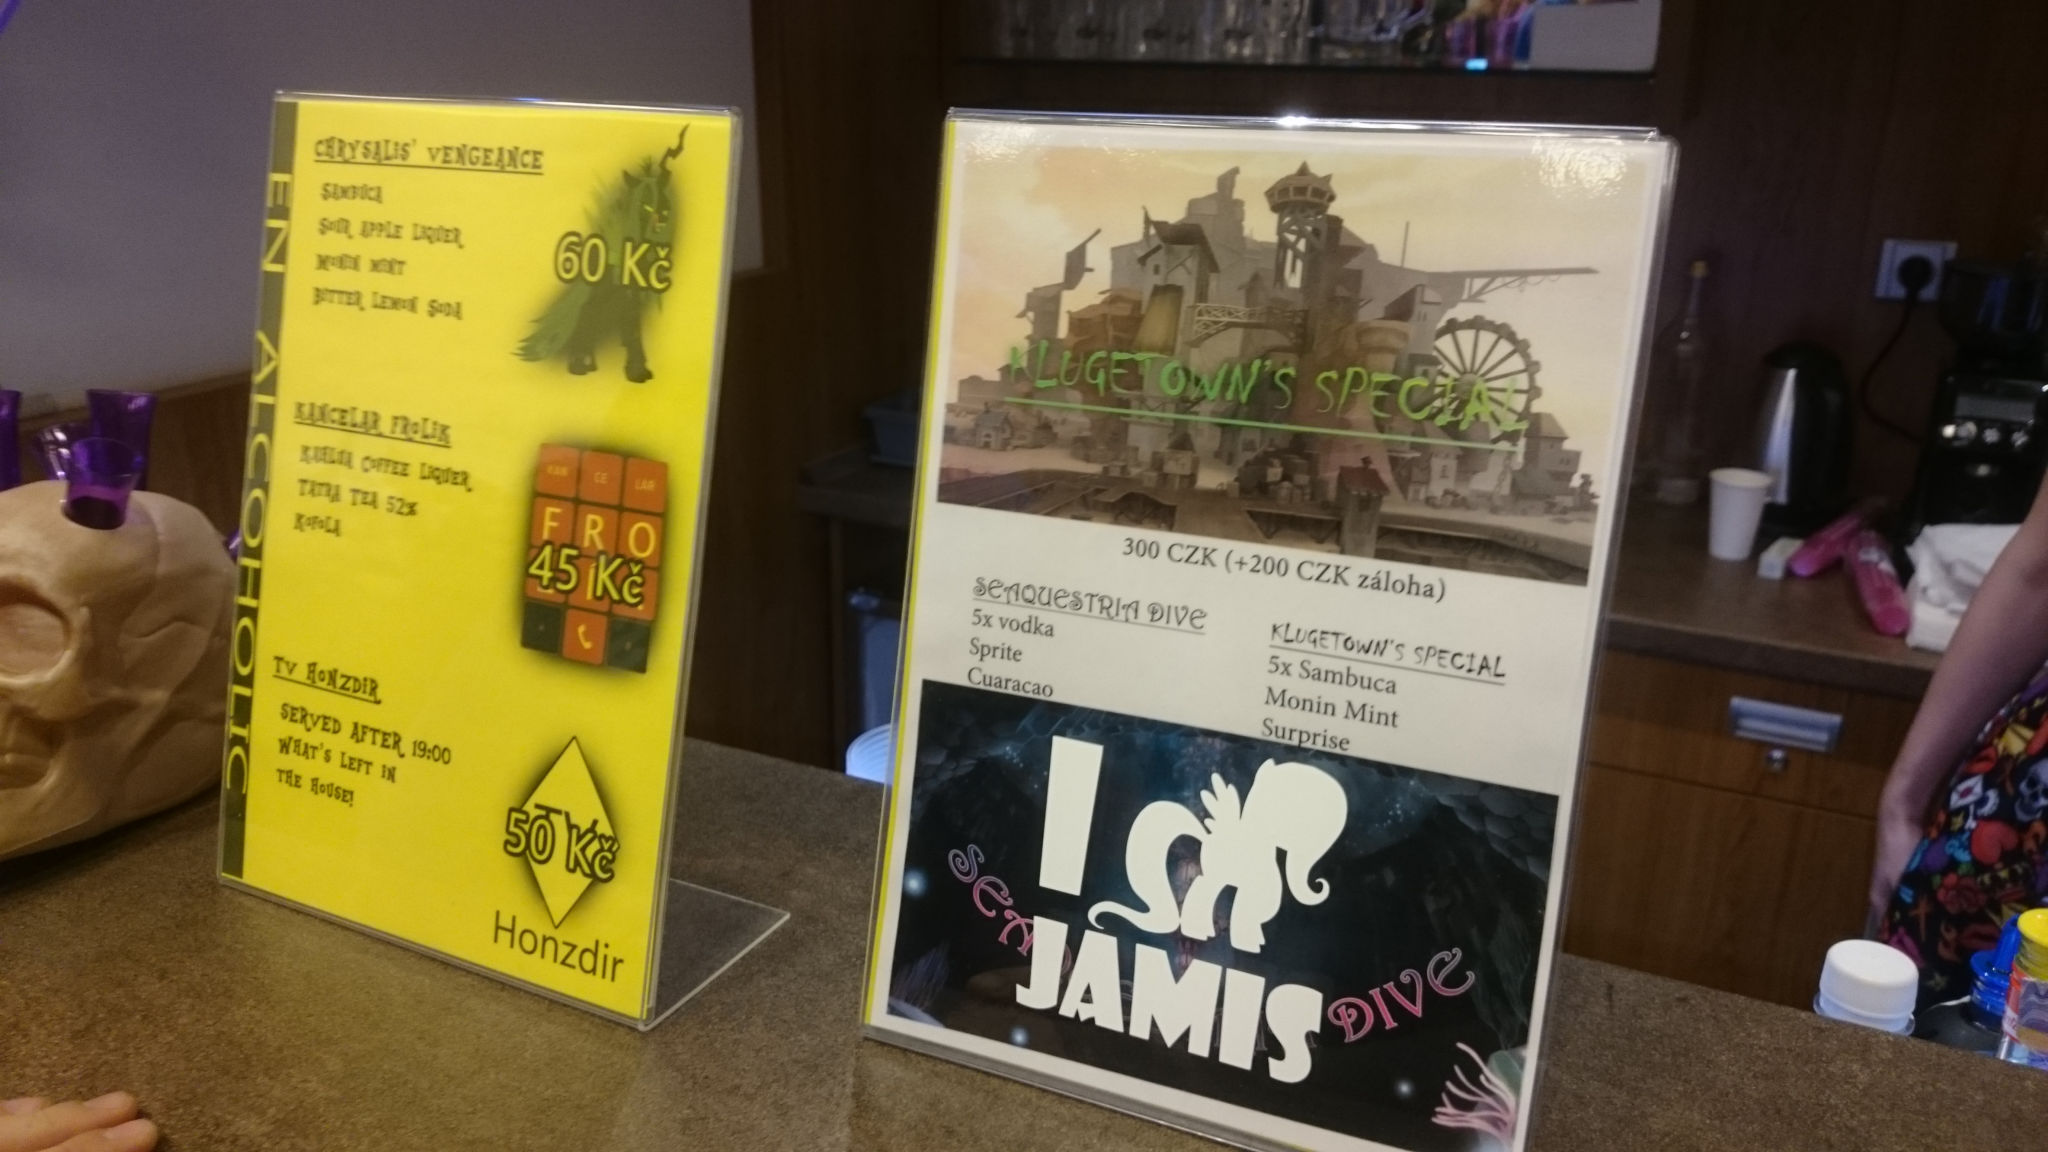 EN ALCOHOLIC
CHRYSALIS' VENGEANCE
SAMBUCA
SOUR APPLE LIQUER
MONIN MINT
BITTER LEMON SODA
60 Kč
KANCELAR FROLIK
KAHLUA COFFEE LIQUER
TATRA TEA 52%
KOFOLA
KAN CE LAR
FRO
45 Kč
TV HONZDIR
SERVED AFTER 19:00
WHAT'S LEFT IN
THE HOUSE!
50 Kč
Honzdir
KLUGETOWN'S SPECIAL
300 CZK (+200 CZK záloha)
SEAQUESTRIA DIVE
5x vodka
Sprite
Cuaracao
KLUGETOWN'S SPECIAL
5x Sambuca
Monin Mint
Surprise
I
JAMIS
DIVE